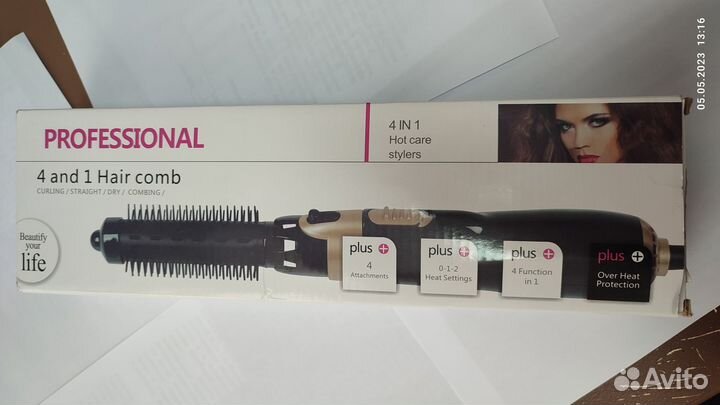 PROFESSIONAL
4 and 1 Hair comb
CURLING / STRAIGHT / DRY / COMBING /
4 IN 1
Hot care
stylers
Beautify
your
life
plus +
4
Attachments
plus +
0-1-2
Heat Settings
plus +
4 Function
in 1
plus +
Over Heat
Protection
05.05.2023 13:16
Avito